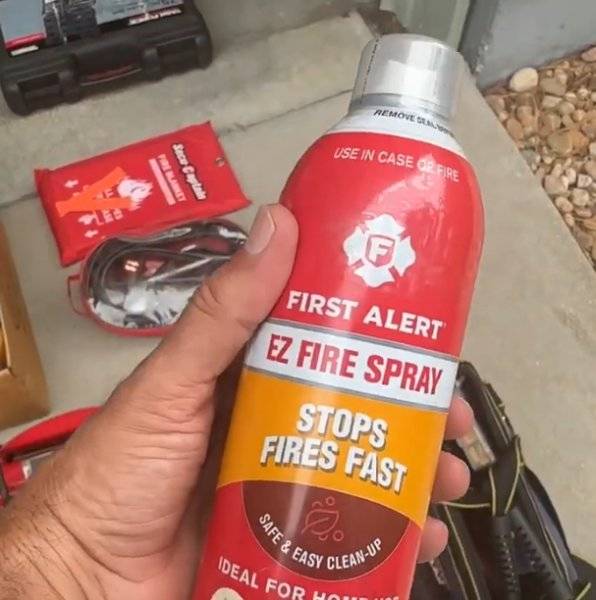 REMOVE SEAL
USE IN CASE OF FIRE
F
FIRST ALERT
EZ FIRE SPRAY
STOPS
FIRES FAST
SAFE & EASY CLEAN-UP
IDEAL FOR HOME
FIRE BLANKET